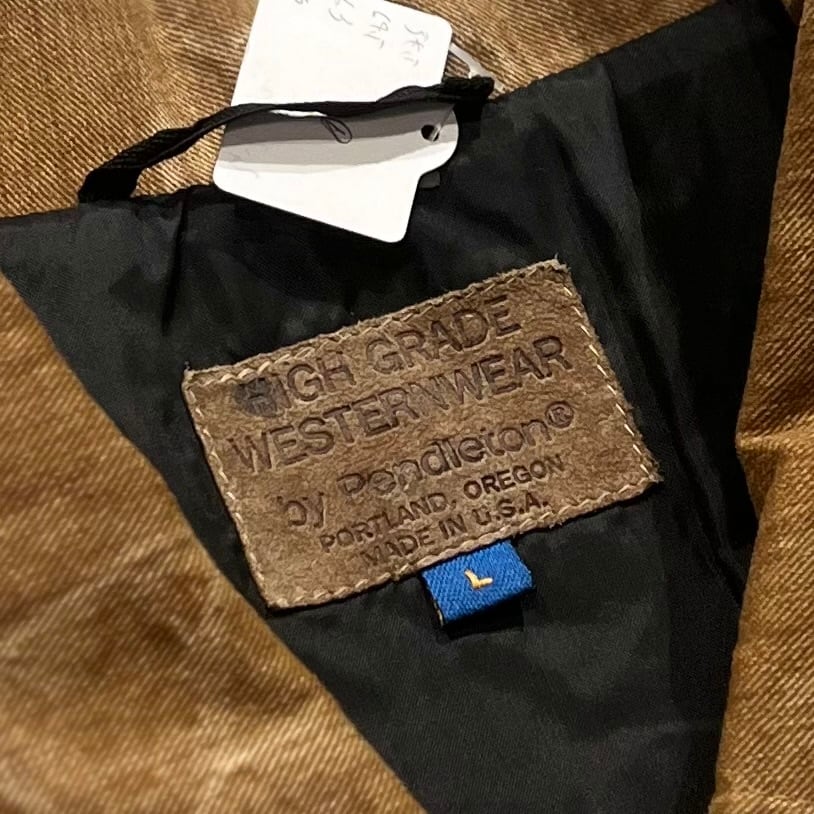 HIGH GRADE
WESTERNWEAR
by Pendleton®
PORTLAND, OREGON
MADE IN U.S.A.
L